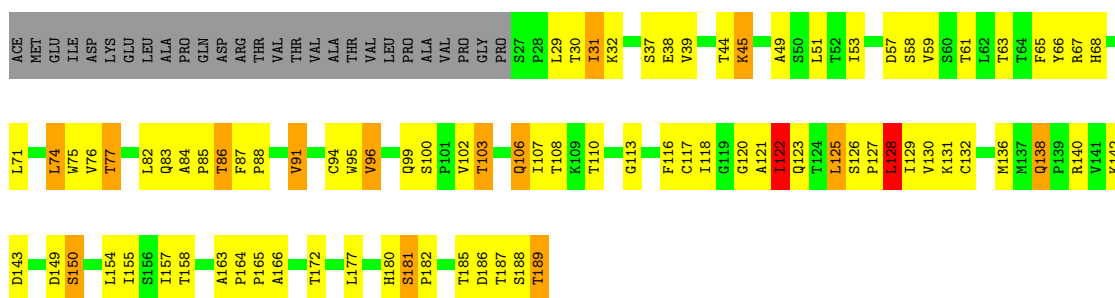 ACE MET GLU ILE ASP LYS GLU LEU ALA PRO GLN ASP ARG THR VAL THR VAL ALA THR VAL LEU PRO ALA VAL PRO GLY PRO S27 P28 L29 T30 I31 K32 S37 E38 V39 T44 K45 A49 S50 L51 T52 I53 D57 S58 V59 S60 T61 L62 T63 T64 F65 Y66 R67 H68
L71 L74 W75 V76 T77 L82 Q83 A84 P85 T86 F87 P88 V91 C94 W95 V96 Q99 S100 P101 V102 T103 Q106 I107 T108 K109 T110 G113 F116 C117 I118 G119 G120 A121 I122 Q123 T124 L125 S126 P127 L128 I129 V130 K131 C132 M136 M137 Q138 P139 R140 V141 K142
D143 D149 S150 L154 I155 S156 I157 T158 A163 P164 P165 A166 T172 L177 H180 S181 P182 T185 D186 T187 S188 T189